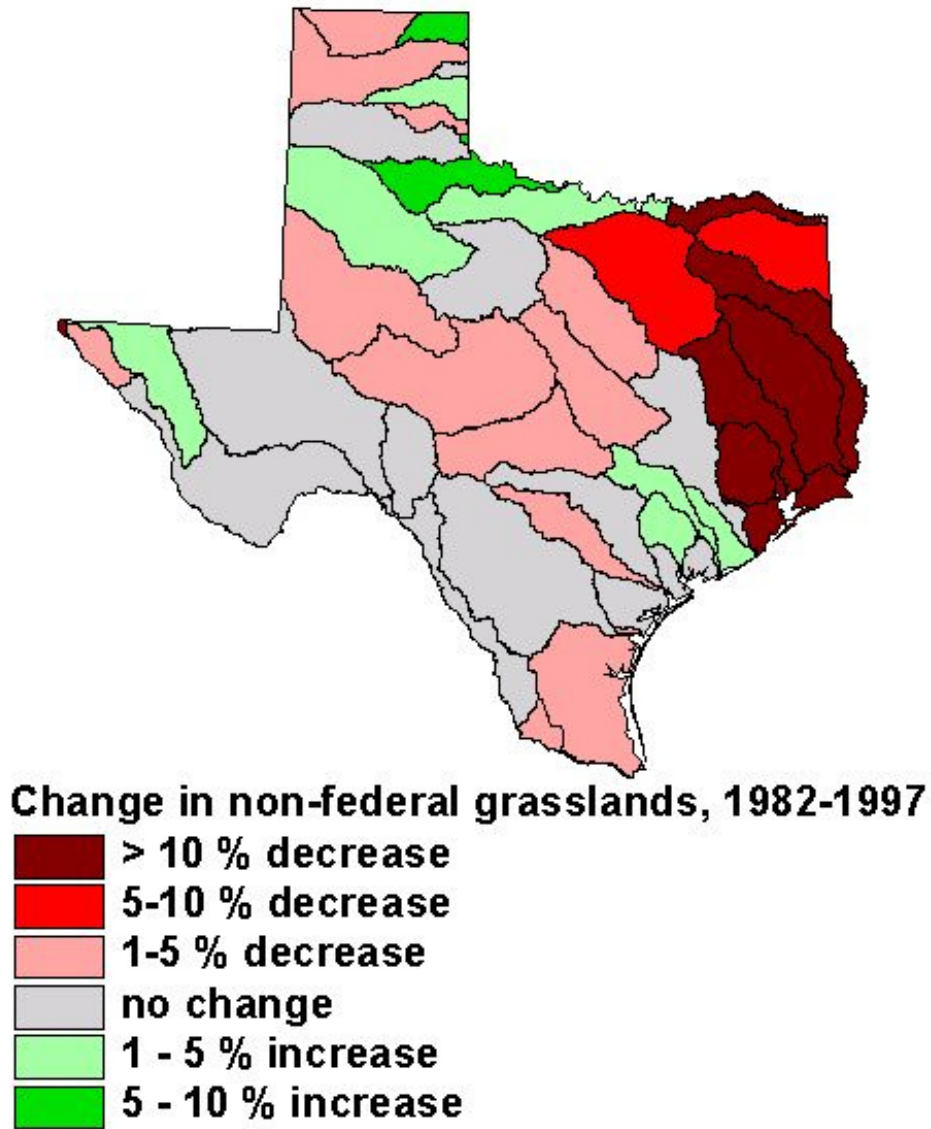 Change in non-federal grasslands, 1982-1997
> 10 % decrease
5-10 % decrease
1-5 % decrease
no change
1 - 5 % increase
5 - 10 % increase